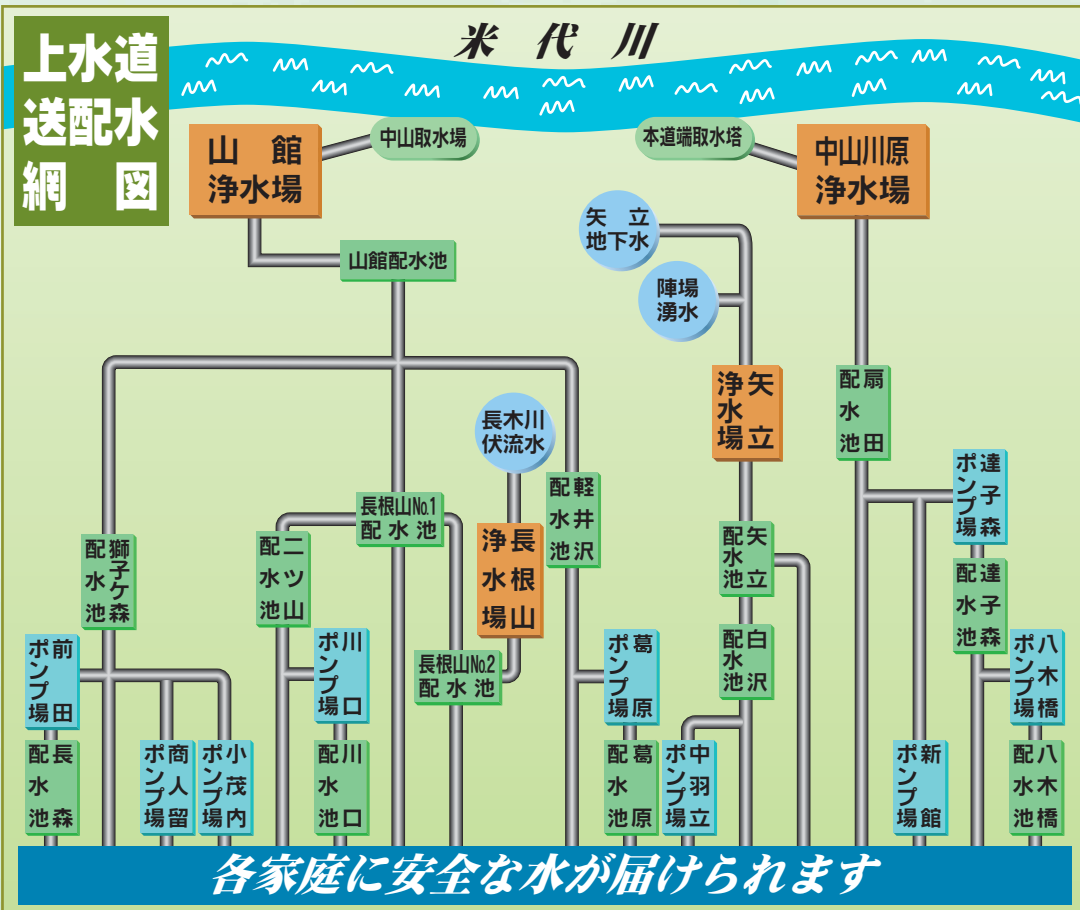 上水道
送配水
網　図
米　代　川
山　館
浄水場
中山取水場
本道端取水塔
中山川原
浄水場
矢　立
地下水
山館配水池
陣場
湧水
矢立
浄水場
扇田
配水池
長木川
伏流水
達子森
ポンプ場
軽井沢
配水池
長根山No.1
配水池
矢立
配水池
長根山
浄水場
獅子ケ森
配水池
二ツ山
配水池
達子森
配水池
白沢
配水池
川口
ポンプ場
葛原
ポンプ場
八木橋
ポンプ場
前田
ポンプ場
長根山No.2
配水池
長森
配水池
商人留
ポンプ場
小茂内
ポンプ場
川口
配水池
葛原
配水池
中羽立
ポンプ場
新館
ポンプ場
八木橋
配水池
各家庭に安全な水が届けられます